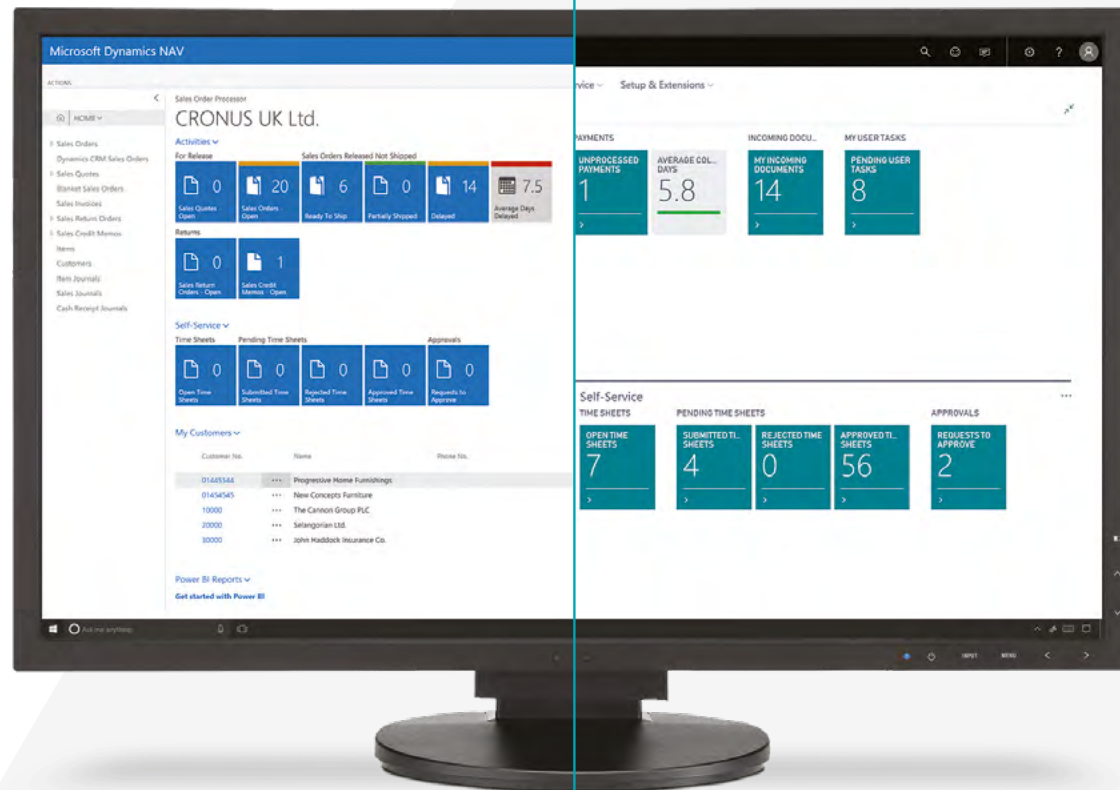 Microsoft Dynamics NAV
ACTIONS
HOME
Sales Orders
Dynamics CRM Sales Orders
Sales Quotes
Blanket Sales Orders
Sales Invoices
Sales Return Orders
Sales Credit Memos
Items
Customers
Item Journals
Sales Journals
Cash Receipt Journals
Sales Order Processor
CRONUS UK Ltd.
Activities
For Release
Sales Orders Released Not Shipped
0
Sales Quotes - Open
20
Sales Orders - Open
6
Ready To Ship
0
Partially Shipped
14
Delayed
7.5
Average Days Delayed
Returns
0
Sales Return Orders - Open
1
Sales Credit Memos - Open
Self-Service
Time Sheets
Pending Time Sheets
Approvals
0
Open Time Sheets
0
Submitted Time Sheets
0
Rejected Time Sheets
0
Approved Time Sheets
0
Requests to Approve
My Customers
Customer No.
Name
Phone No.
01445544 ··· Progressive Home Furnishings
01454545 ··· New Concepts Furniture
10000 ··· The Cannon Group PLC
20000 ··· Selangorian Ltd.
30000 ··· John Haddock Insurance Co.
Power BI Reports
Get started with Power BI
Ask me anything
?
rvice
Setup & Extensions
PAYMENTS
INCOMING DOCU...
MY USER TASKS
UNPROCESSED
PAYMENTS
1
AVERAGE COL...
DAYS
5.8
MY INCOMING
DOCUMENTS
14
PENDING USER
TASKS
8
Self-Service
TIME SHEETS
PENDING TIME SHEETS
APPROVALS
OPEN TIME
SHEETS
7
SUBMITTED TI...
SHEETS
4
REJECTED TIME
SHEETS
0
APPROVED TI...
SHEETS
56
REQUESTS TO
APPROVE
2
INPUT
MENU